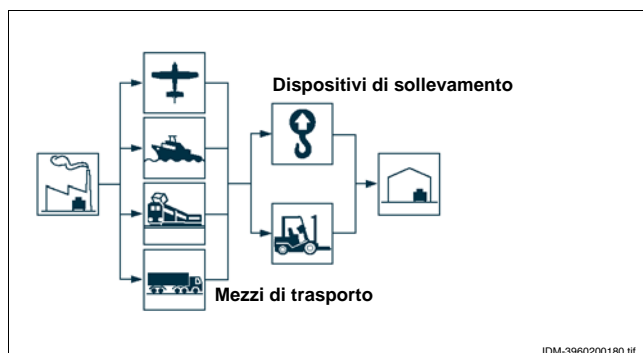 Dispositivi di sollevamento
Mezzi di trasporto
IDM-3960200180.tif